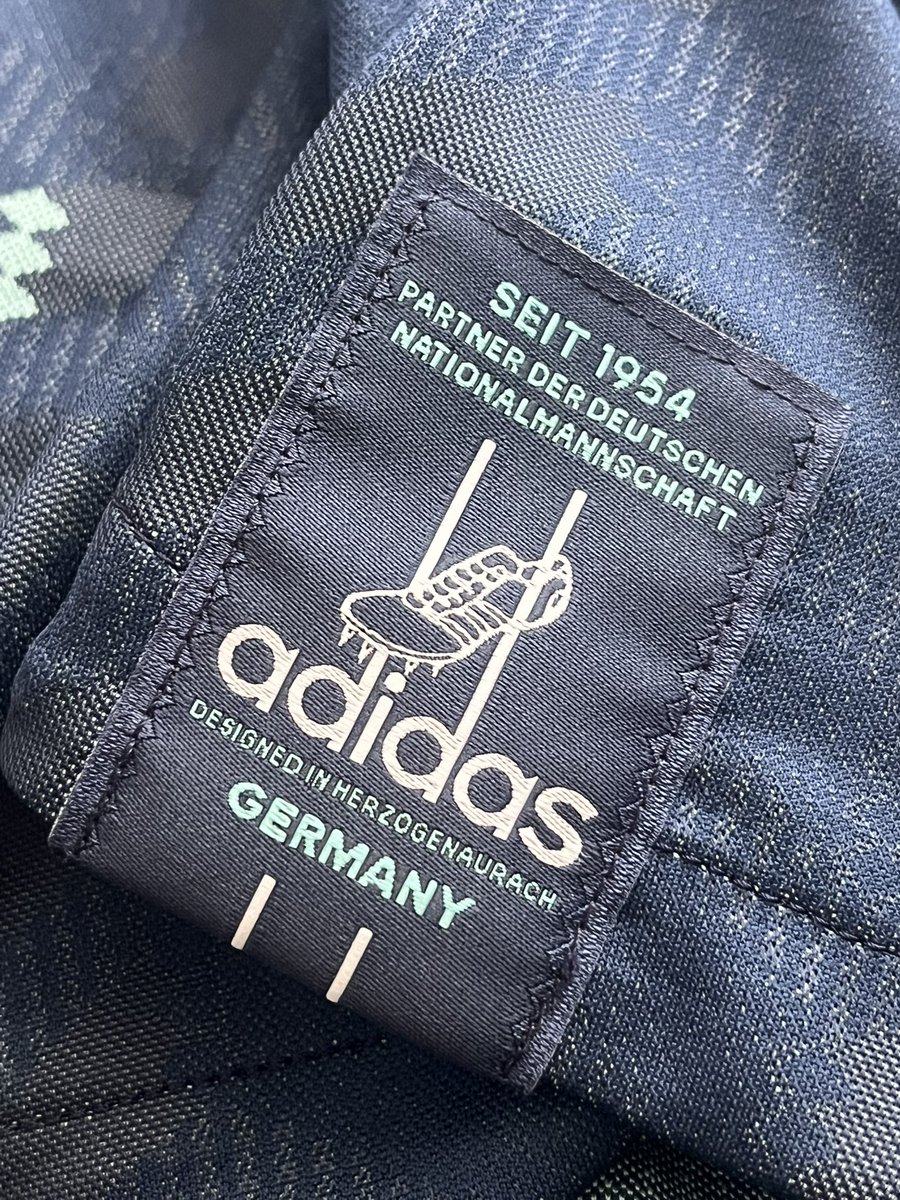 SEIT 1954
PARTNER DER DEUTSCHEN
NATIONALMANNSCHAFT
adidas
DESIGNED IN HERZOGENAURACH
GERMANY